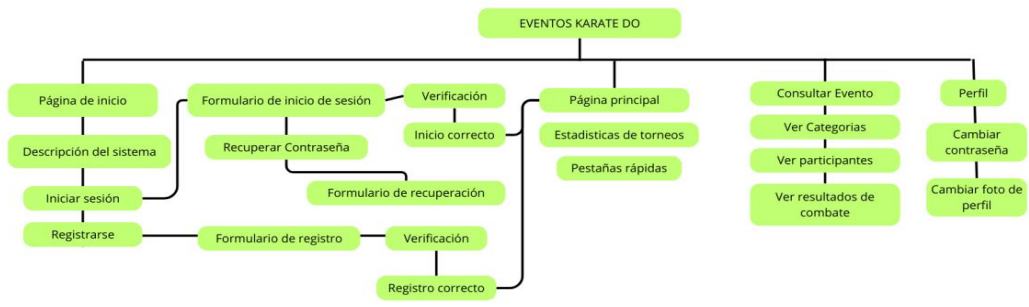 EVENTOS KARATE DO
Página de inicio
Descripción del sistema
Iniciar sesión
Registrarse
Formulario de inicio de sesión
Recuperar Contraseña
Formulario de recuperación
Formulario de registro
Verificación
Inicio correcto
Verificación
Registro correcto
Página principal
Estadisticas de torneos
Pestañas rápidas
Consultar Evento
Ver Categorias
Ver participantes
Ver resultados de
combate
Perfil
Cambiar
contraseña
Cambiar foto de
perfil